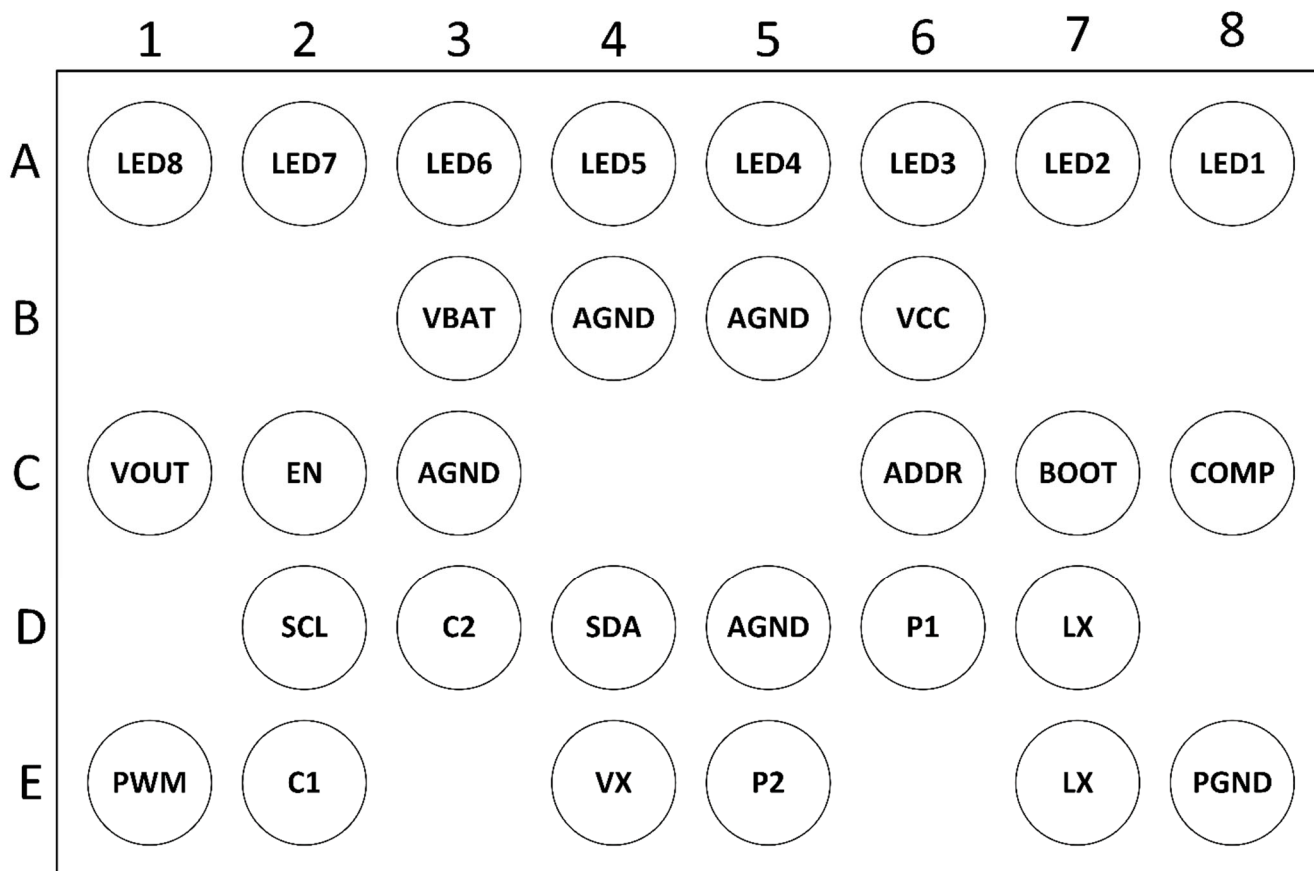 1 2 3 4 5 6 7 8
A LED8 LED7 LED6 LED5 LED4 LED3 LED2 LED1
B VBAT AGND AGND VCC
C VOUT EN AGND ADDR BOOT COMP
D SCL C2 SDA AGND P1 LX
E PWM C1 VX P2 LX PGND